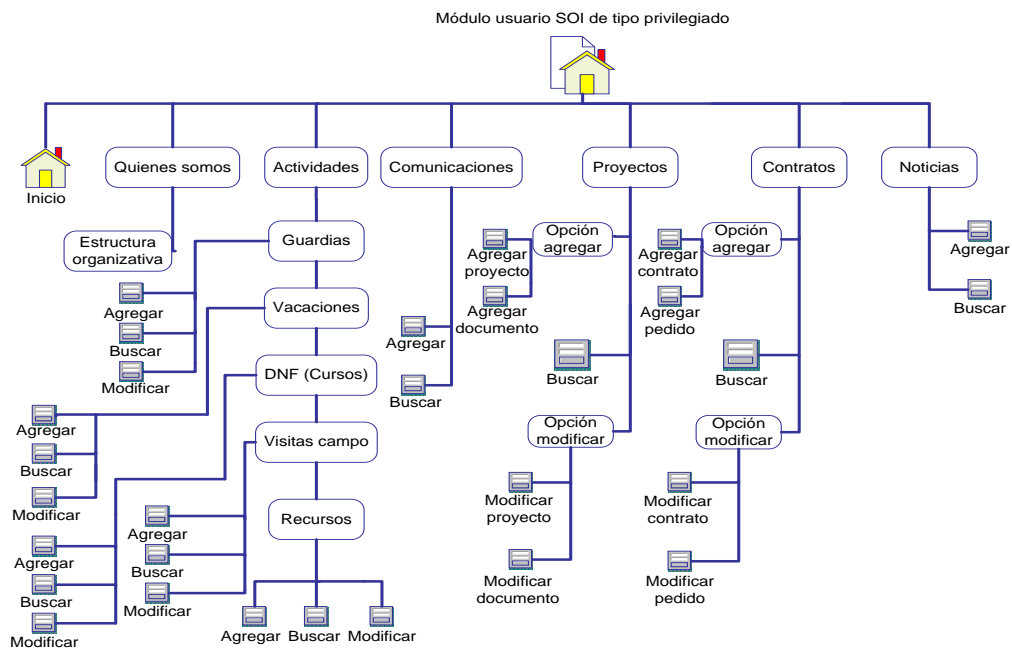 Módulo usuario SOI de tipo privilegiado
Inicio
Quienes somos
Actividades
Comunicaciones
Proyectos
Contratos
Noticias
Estructura
organizativa
Guardias
Agregar
Buscar
Modificar
Vacaciones
Agregar
Buscar
Modificar
DNF (Cursos)
Agregar
Buscar
Modificar
Visitas campo
Agregar
Buscar
Modificar
Recursos
Agregar
Buscar
Modificar
Agregar
Buscar
Opción
agregar
Agregar
proyecto
Agregar
documento
Buscar
Opción
modificar
Modificar
proyecto
Modificar
documento
Opción
agregar
Agregar
contrato
Agregar
pedido
Buscar
Opción
modificar
Modificar
contrato
Modificar
pedido
Agregar
Buscar